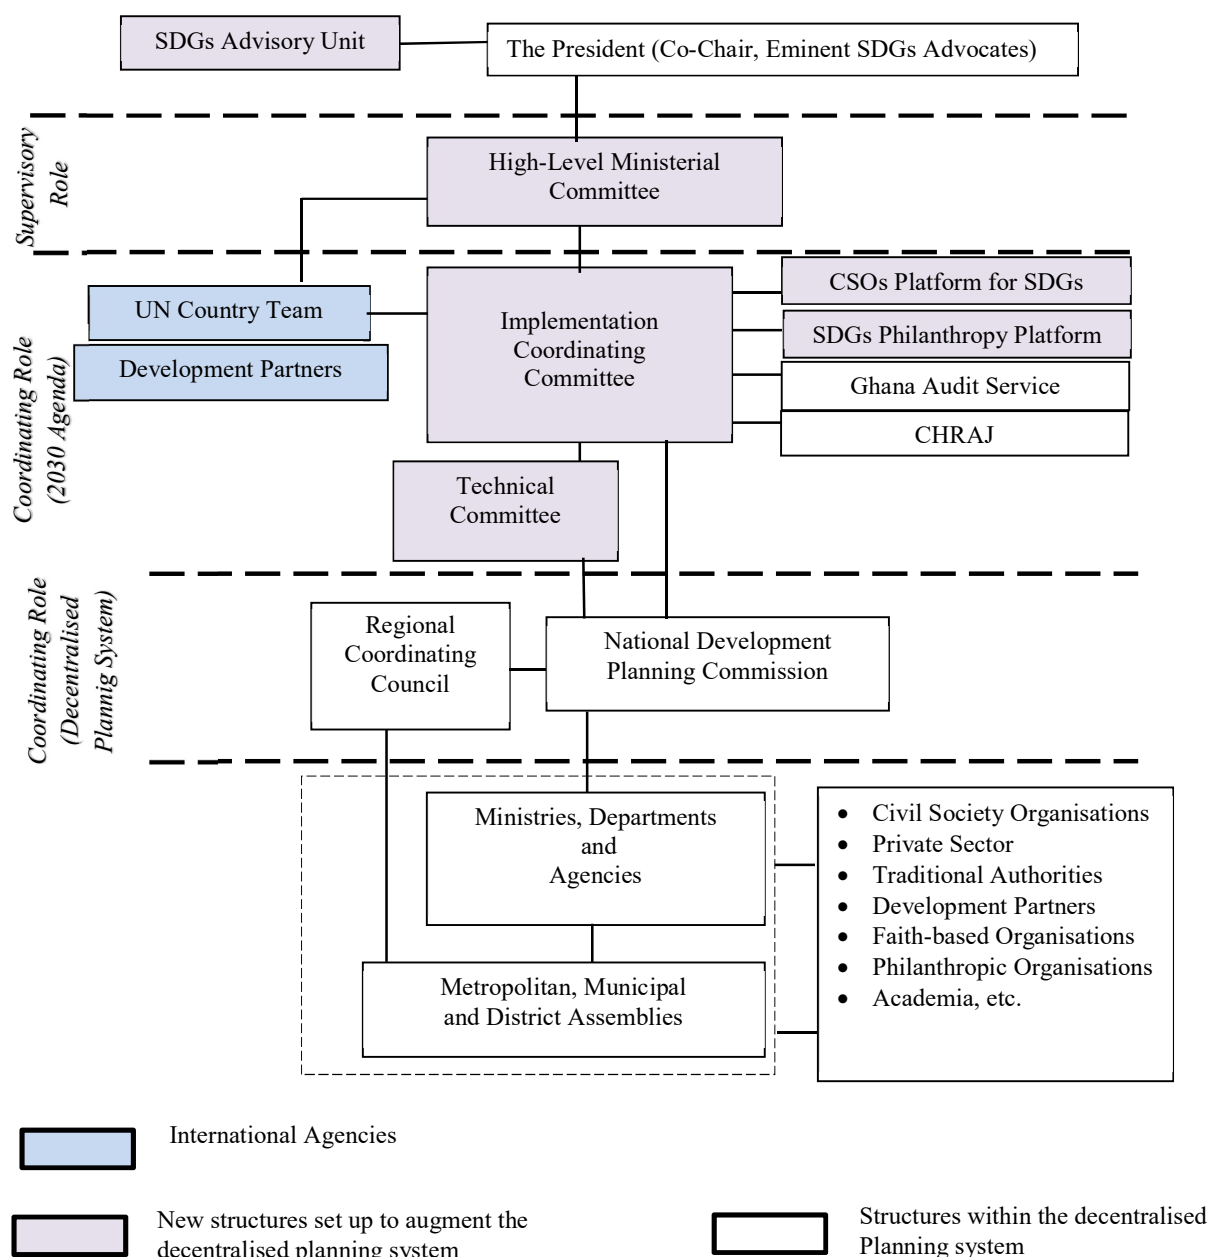 SDGs Advisory Unit
The President (Co-Chair, Eminent SDGs Advocates)
Supervisory
Role
High-Level Ministerial
Committee
Coordinating Role
(2030 Agenda)
UN Country Team
Development Partners
Implementation
Coordinating
Committee
CSOs Platform for SDGs
SDGs Philanthropy Platform
Ghana Audit Service
CHRAJ
Technical
Committee
Coordinating Role
(Decentralised
Plannig System)
Regional
Coordinating
Council
National Development
Planning Commission
Ministries, Departments
and
Agencies
Metropolitan, Municipal
and District Assemblies
• Civil Society Organisations
• Private Sector
• Traditional Authorities
• Development Partners
• Faith-based Organisations
• Philanthropic Organisations
• Academia, etc.
International Agencies
New structures set up to augment the
decentralised planning system
Structures within the decentralised
Planning system